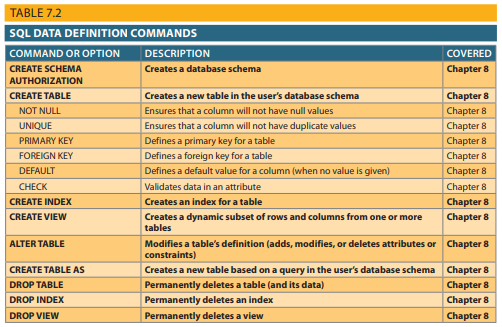 TABLE 7.2
SQL DATA DEFINITION COMMANDS
COMMAND OR OPTION DESCRIPTION COVERED
CREATE SCHEMA AUTHORIZATION Creates a database schema Chapter 8
CREATE TABLE Creates a new table in the user's database schema Chapter 8
NOT NULL Ensures that a column will not have null values Chapter 8
UNIQUE Ensures that a column will not have duplicate values Chapter 8
PRIMARY KEY Defines a primary key for a table Chapter 8
FOREIGN KEY Defines a foreign key for a table Chapter 8
DEFAULT Defines a default value for a column (when no value is given) Chapter 8
CHECK Validates data in an attribute Chapter 8
CREATE INDEX Creates an index for a table Chapter 8
CREATE VIEW Creates a dynamic subset of rows and columns from one or more tables Chapter 8
ALTER TABLE Modifies a table's definition (adds, modifies, or deletes attributes or constraints) Chapter 8
CREATE TABLE AS Creates a new table based on a query in the user's database schema Chapter 8
DROP TABLE Permanently deletes a table (and its data) Chapter 8
DROP INDEX Permanently deletes an index Chapter 8
DROP VIEW Permanently deletes a view Chapter 8